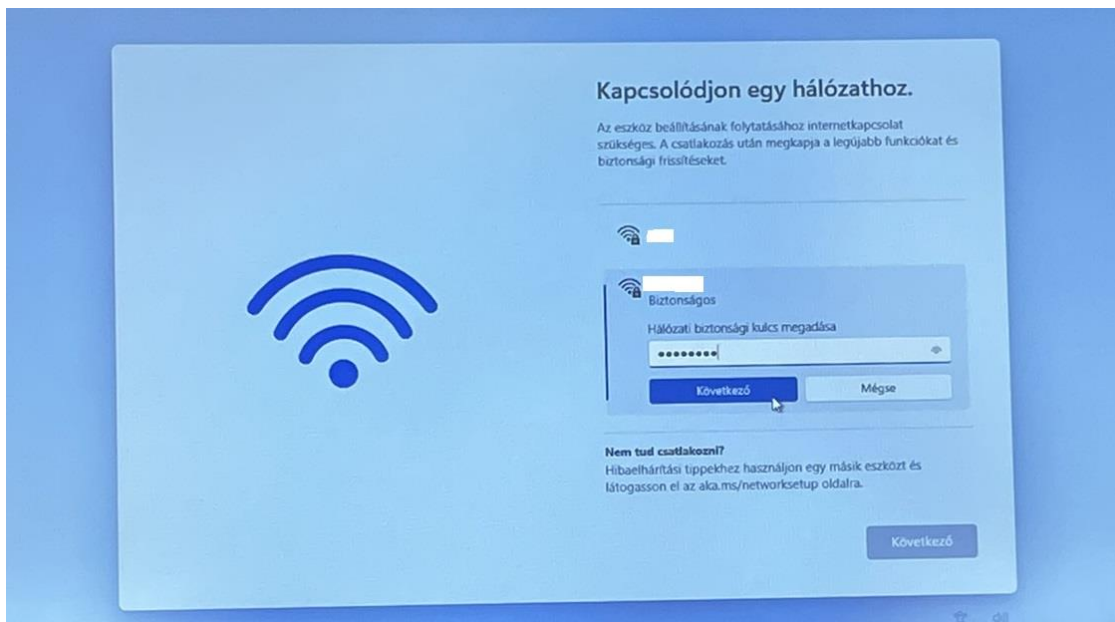 Kapcsolódjon egy hálózathoz.
Az eszköz beállításának folytatásához internetkapcsolat
szükséges. A csatlakozás után megkapja a legújabb funkciókat és
biztonsági frissítéseket.
Biztonságos
Hálózati biztonsági kulcs megadása
Következő
Mégse
Nem tud csatlakozni?
Hibaelhárítási tippekhez használjon egy másik eszközt és
látogasson el az aka.ms/networksetup oldalra.
Következő